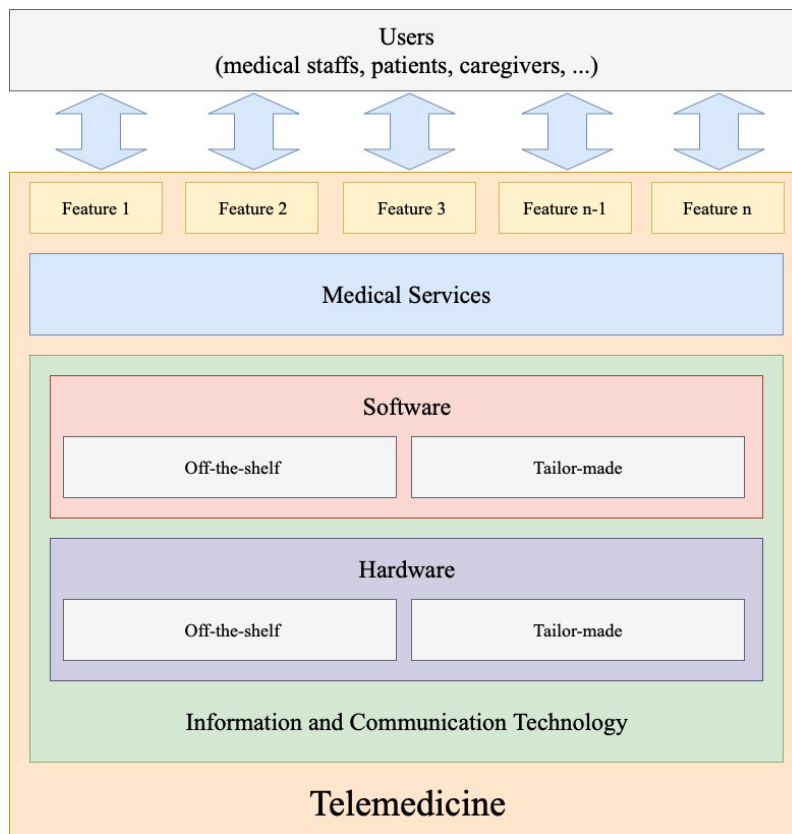 Users
(medical staffs, patients, caregivers, ...)
Feature 1
Feature 2
Feature 3
Feature n-1
Feature n
Medical Services
Software
Off-the-shelf
Tailor-made
Hardware
Off-the-shelf
Tailor-made
Information and Communication Technology
Telemedicine